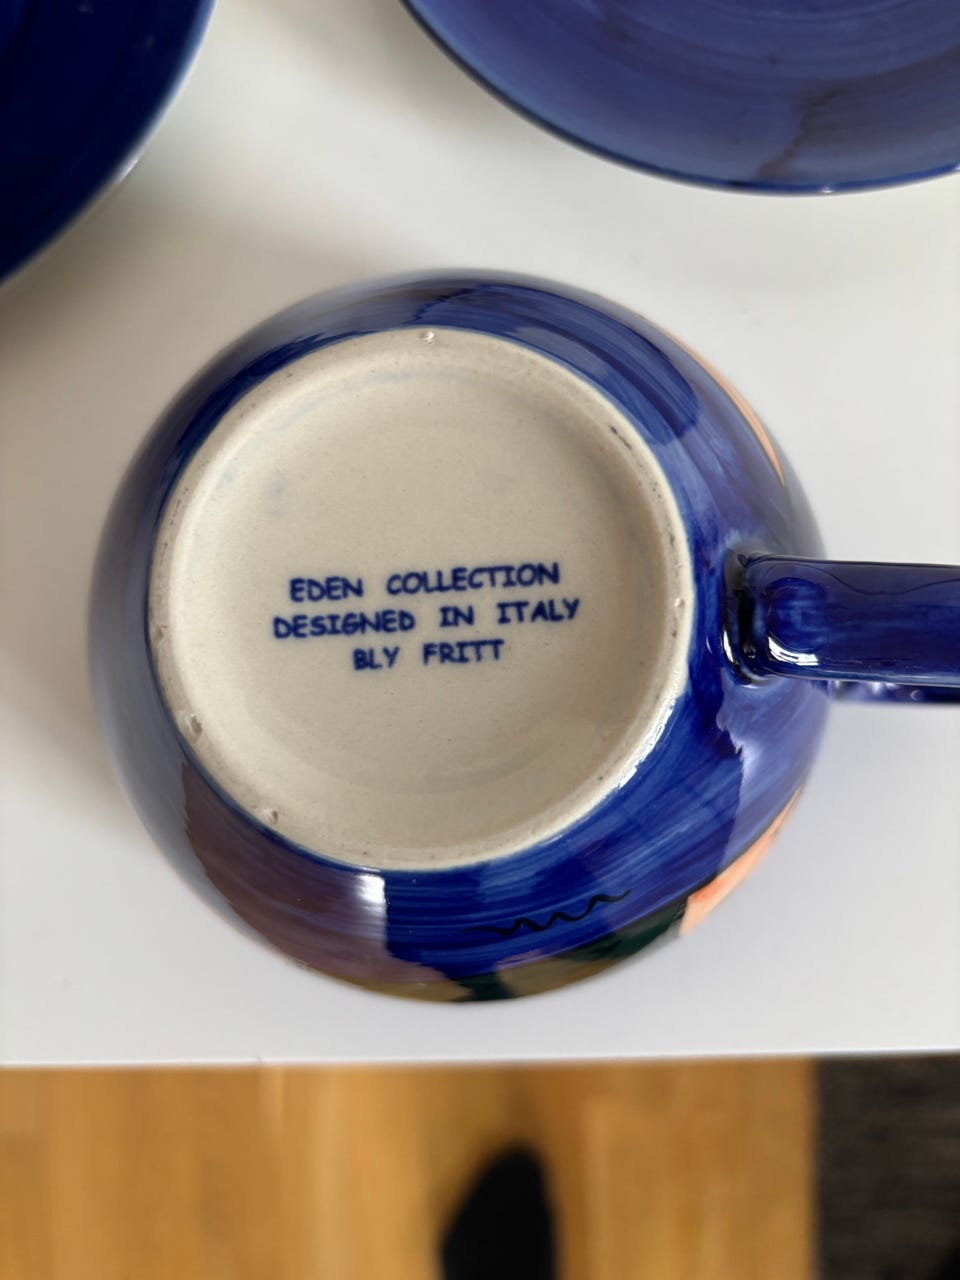 EDEN COLLECTION
DESIGNED IN ITALY
BLY FRITT